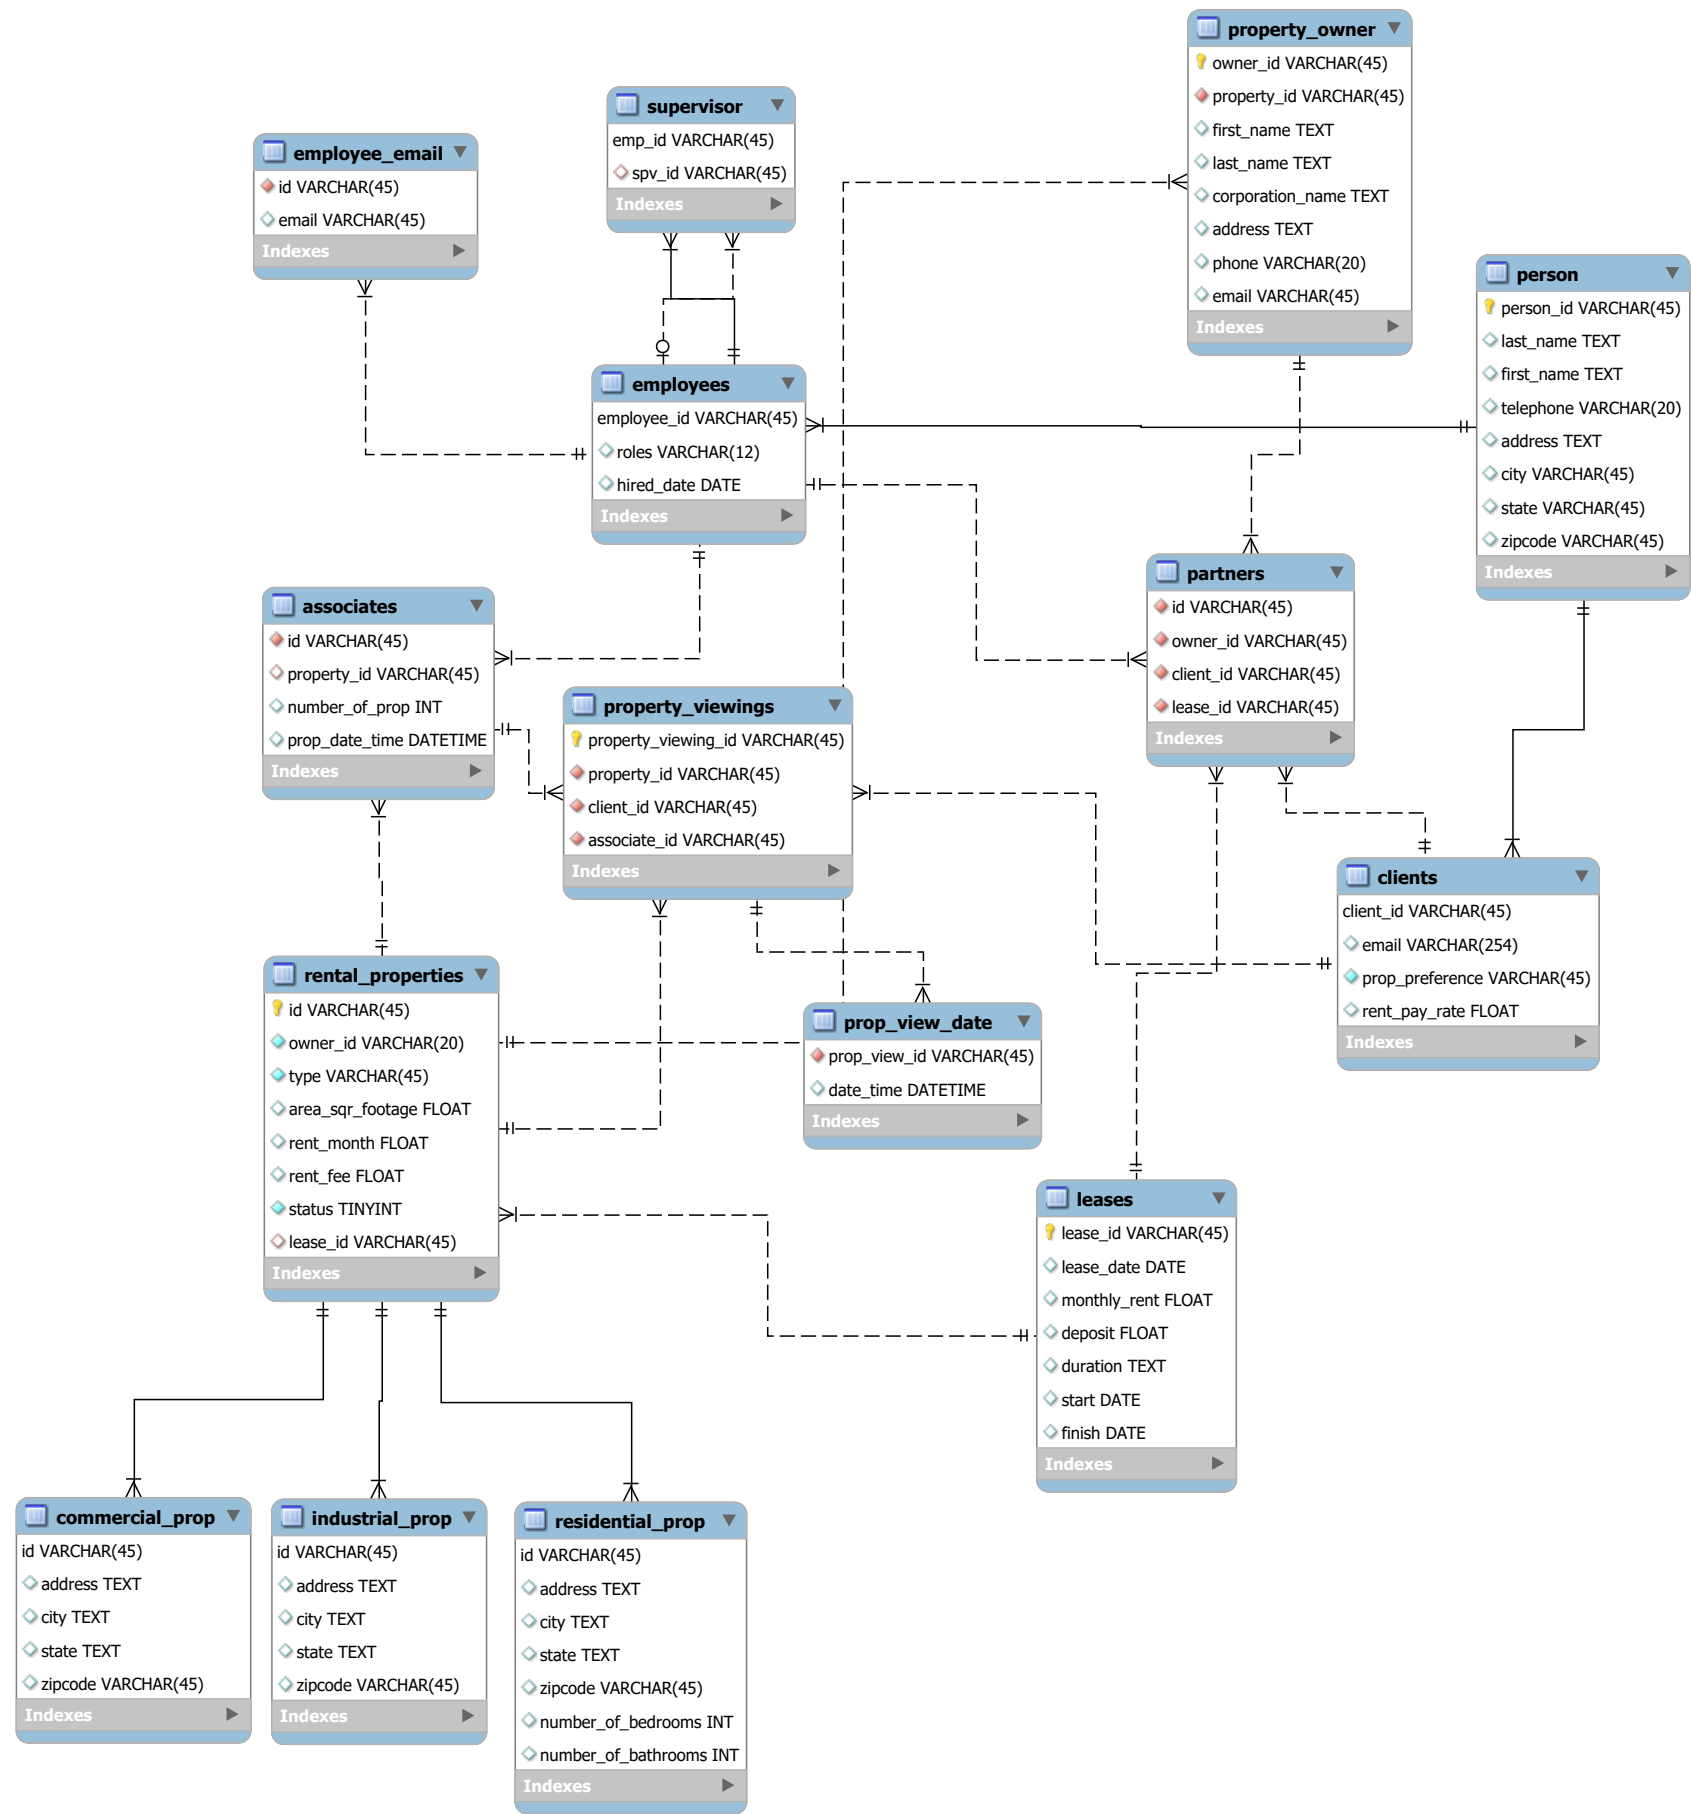 property_owner
owner_id VARCHAR(45)
property_id VARCHAR(45)
first_name TEXT
last_name TEXT
corporation_name TEXT
address TEXT
phone VARCHAR(20)
email VARCHAR(45)
Indexes
supervisor
emp_id VARCHAR(45)
spv_id VARCHAR(45)
Indexes
employee_email
id VARCHAR(45)
email VARCHAR(45)
Indexes
person
person_id VARCHAR(45)
last_name TEXT
first_name TEXT
telephone VARCHAR(20)
address TEXT
city VARCHAR(45)
state VARCHAR(45)
zipcode VARCHAR(45)
Indexes
employees
employee_id VARCHAR(45)
roles VARCHAR(12)
hired_date DATE
Indexes
partners
id VARCHAR(45)
owner_id VARCHAR(45)
client_id VARCHAR(45)
lease_id VARCHAR(45)
Indexes
associates
id VARCHAR(45)
property_id VARCHAR(45)
number_of_prop INT
prop_date_time DATETIME
Indexes
property_viewings
property_viewing_id VARCHAR(45)
property_id VARCHAR(45)
client_id VARCHAR(45)
associate_id VARCHAR(45)
Indexes
clients
client_id VARCHAR(45)
email VARCHAR(254)
prop_preference VARCHAR(45)
rent_pay_rate FLOAT
Indexes
rental_properties
id VARCHAR(45)
owner_id VARCHAR(20)
type VARCHAR(45)
area_sqr_footage FLOAT
rent_month FLOAT
rent_fee FLOAT
status TINYINT
lease_id VARCHAR(45)
Indexes
prop_view_date
prop_view_id VARCHAR(45)
date_time DATETIME
Indexes
leases
lease_id VARCHAR(45)
lease_date DATE
monthly_rent FLOAT
deposit FLOAT
duration TEXT
start DATE
finish DATE
Indexes
commercial_prop
id VARCHAR(45)
address TEXT
city TEXT
state TEXT
zipcode VARCHAR(45)
Indexes
industrial_prop
id VARCHAR(45)
address TEXT
city TEXT
state TEXT
zipcode VARCHAR(45)
Indexes
residential_prop
id VARCHAR(45)
address TEXT
city TEXT
state TEXT
zipcode VARCHAR(45)
number_of_bedrooms INT
number_of_bathrooms INT
Indexes